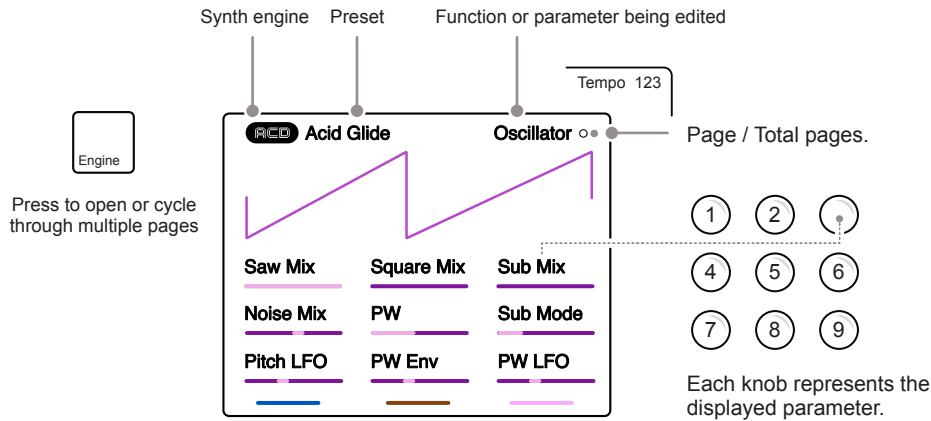 Synth engine Preset Function or parameter being edited
Tempo 123
ACD Acid Glide Oscillator
Page / Total pages.
Engine
Press to open or cycle
through multiple pages
Saw Mix Square Mix Sub Mix
Noise Mix PW Sub Mode
Pitch LFO PW Env PW LFO
1 2
4 5 6
7 8 9
Each knob represents the
displayed parameter.